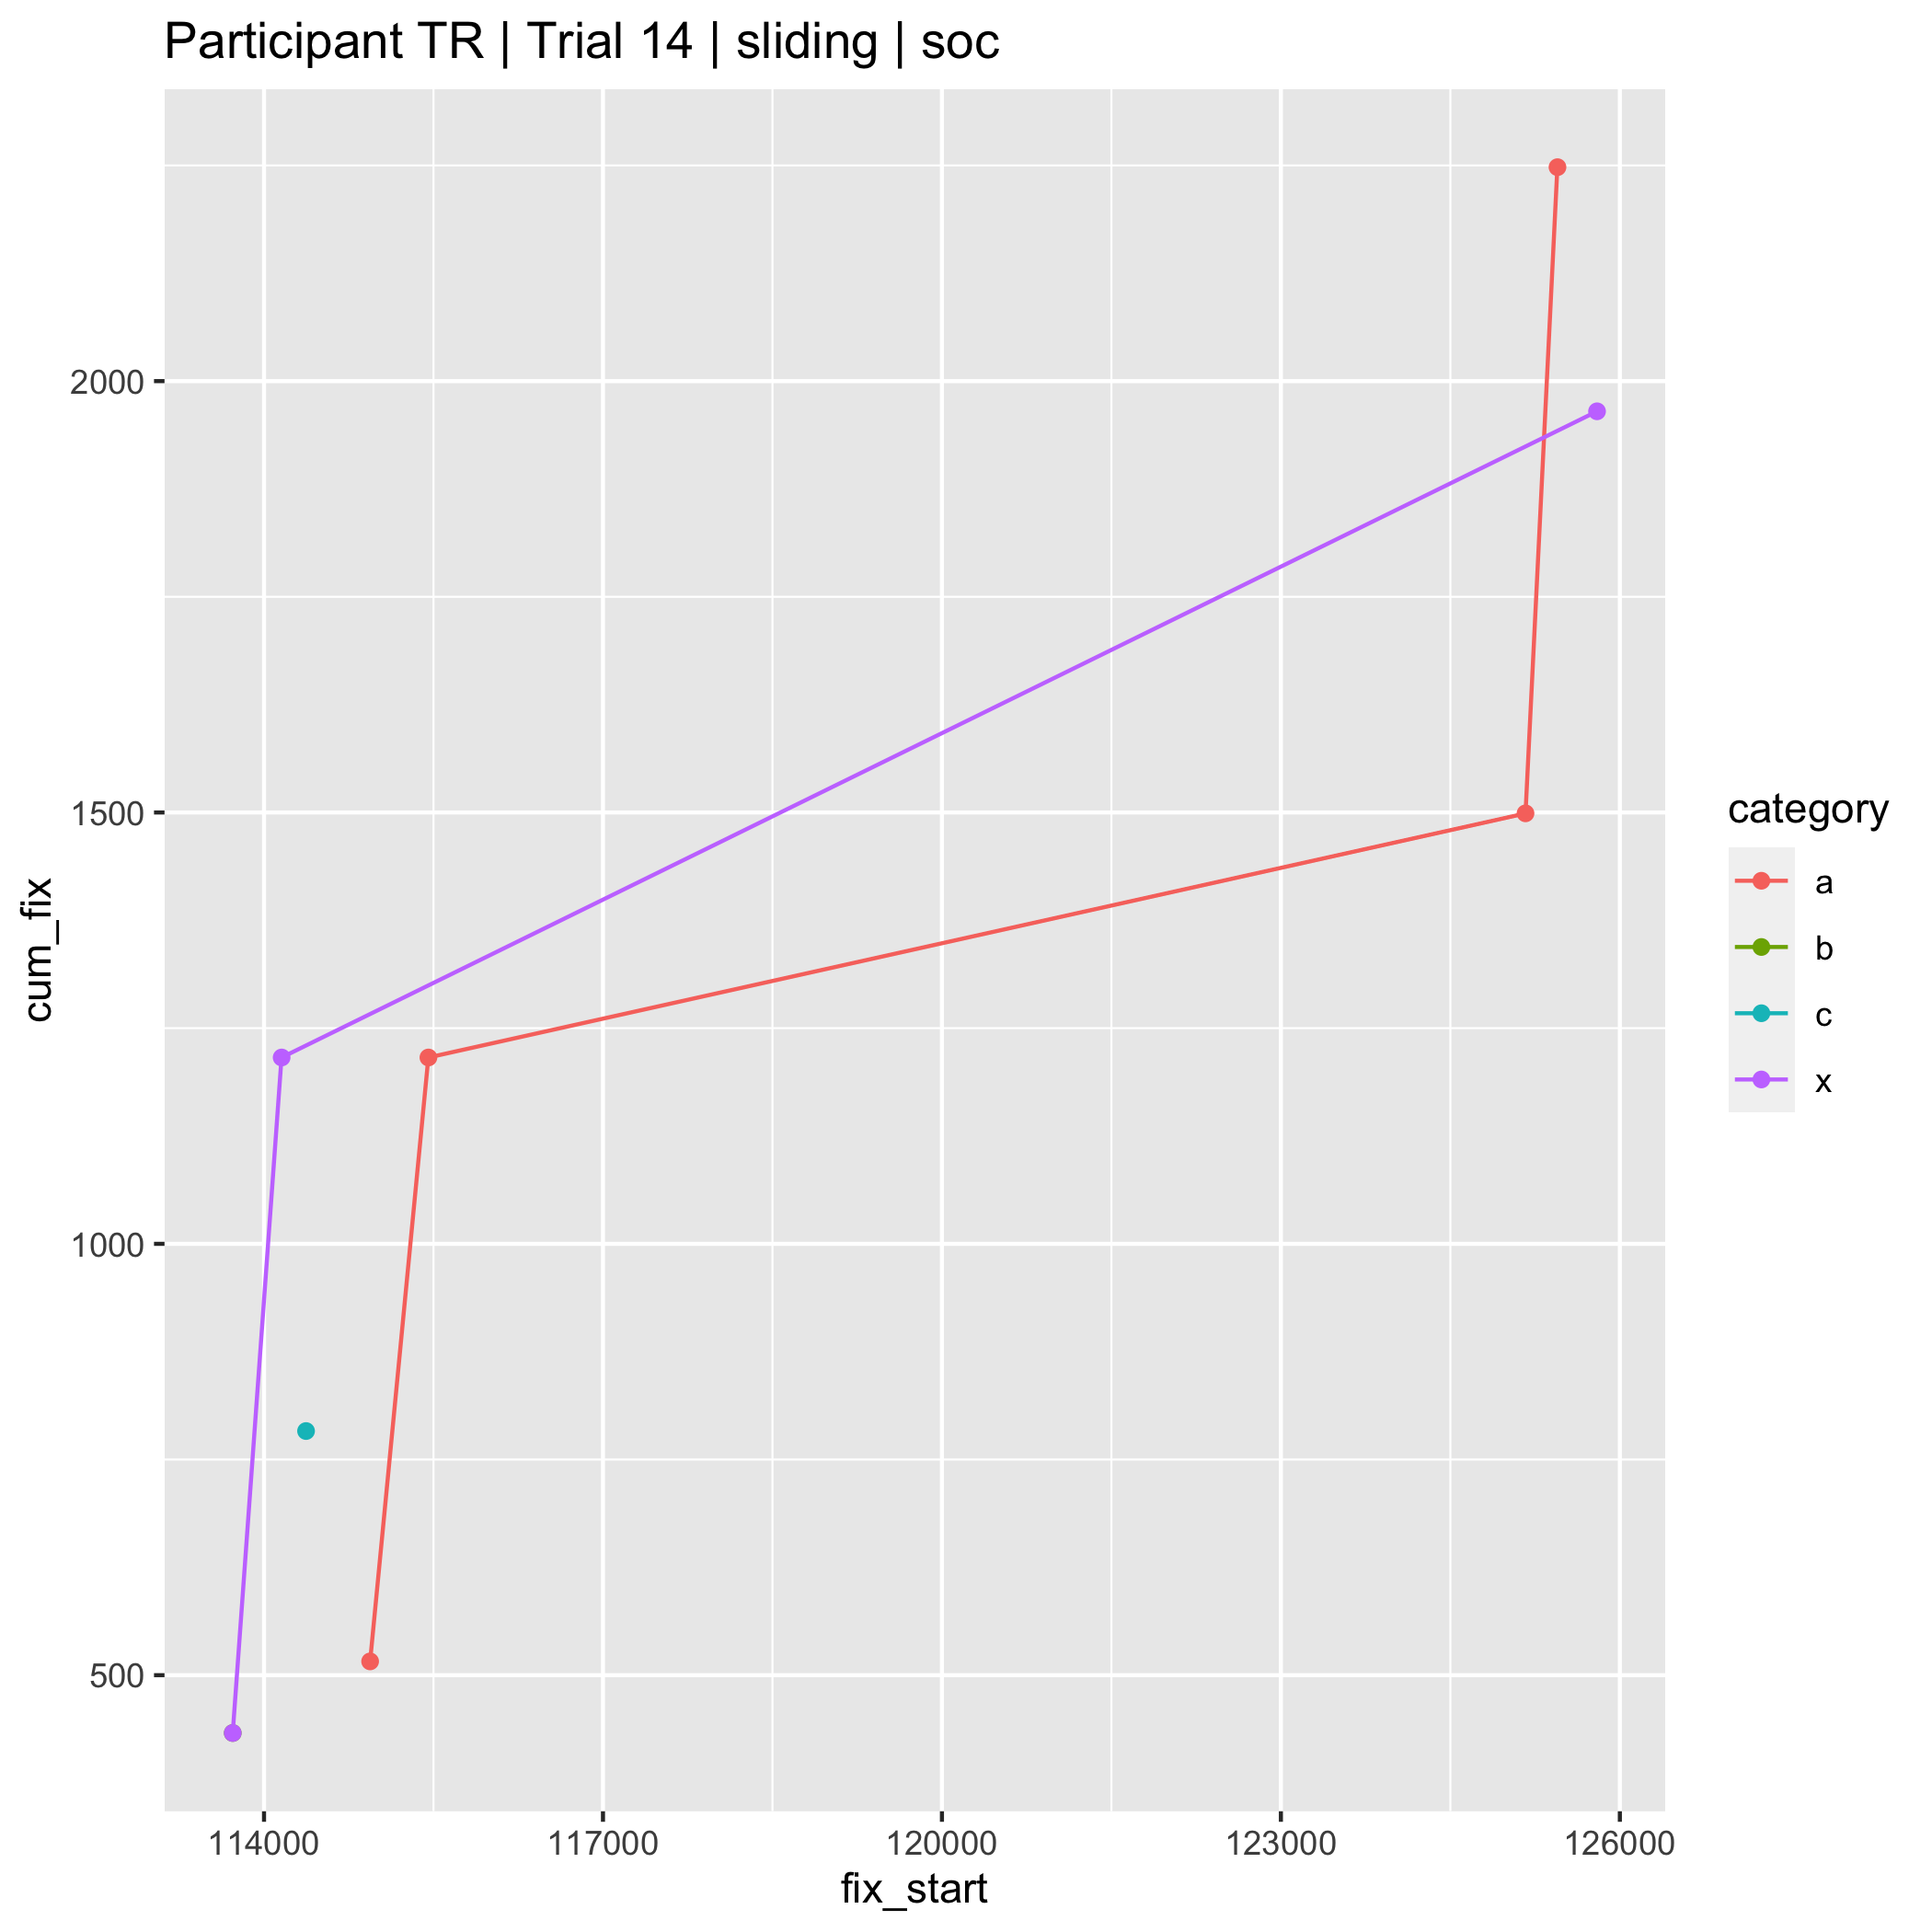 Participant TR | Trial 14 | sliding | soc
cum_fix
2000
1500
1000
500
114000
117000
120000
123000
126000
fix_start
category
a
b
c
x